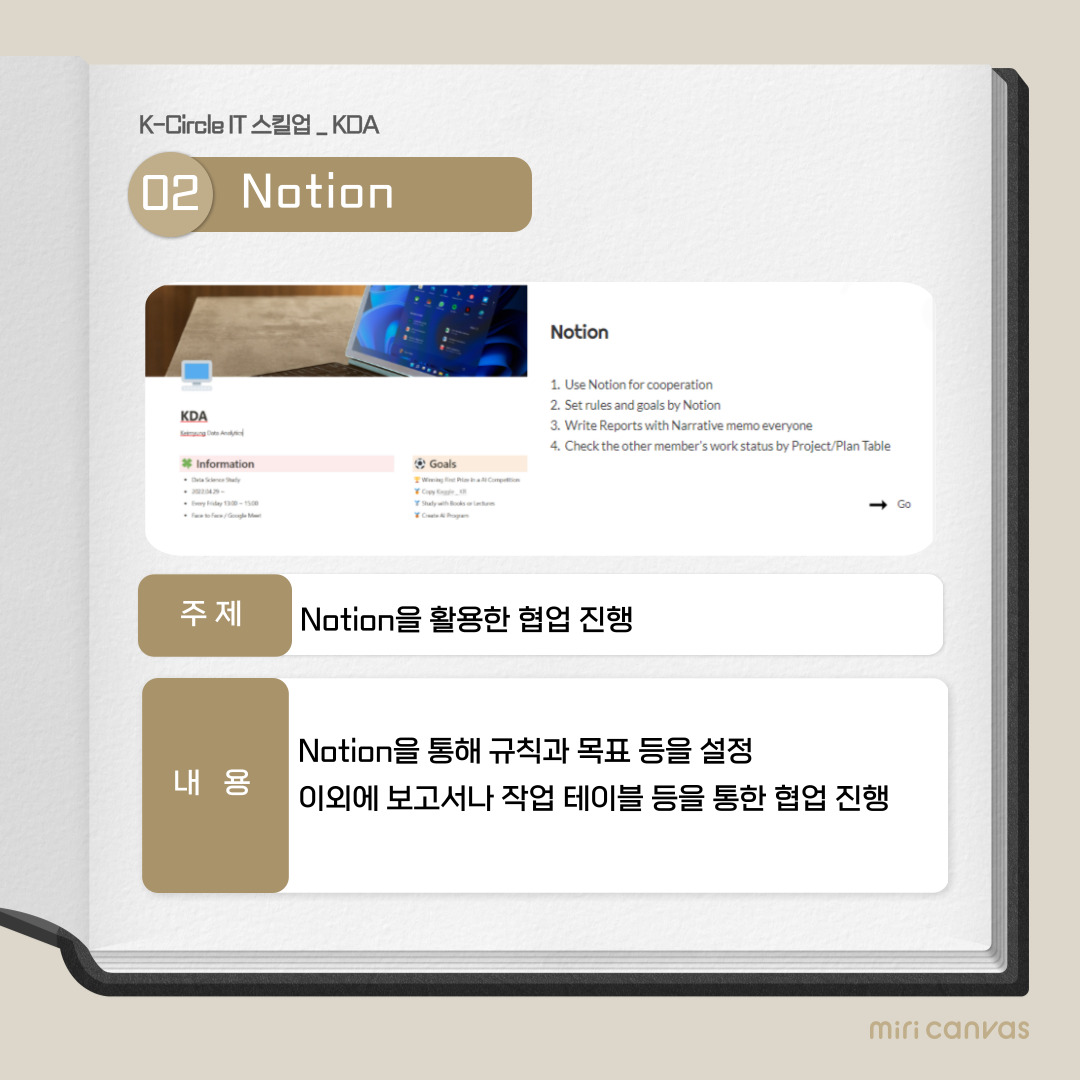 K-Circle IT 스킬업 _ KDA
02 Notion
KDA
Keimyung Data Analytics
Information
Data Science Study
2022.04.29 ~
Every Friday 13:00 ~ 15:00
Face to Face / Google Meet
Goals
Winning First Prize in a AI Competition
Copy Kaggle _ KR
Study with Books or Lectures
Create AI Program
Notion
1. Use Notion for cooperation
2. Set rules and goals by Notion
3. Write Reports with Narrative memo everyone
4. Check the other member's work status by Project/Plan Table
Go
주 제
Notion을 활용한 협업 진행
내 용
Notion을 통해 규칙과 목표 등을 설정
이외에 보고서나 작업 테이블 등을 통한 협업 진행
miri canvas